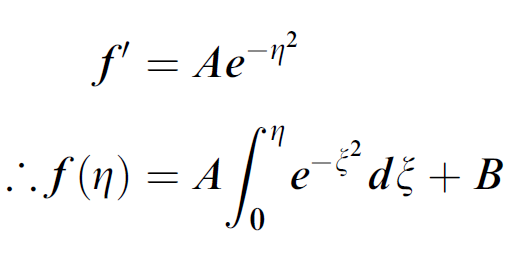 f′ = Ae^{−η²}
∴ f(η) = A∫₀^η e^{−ξ²} dξ + B